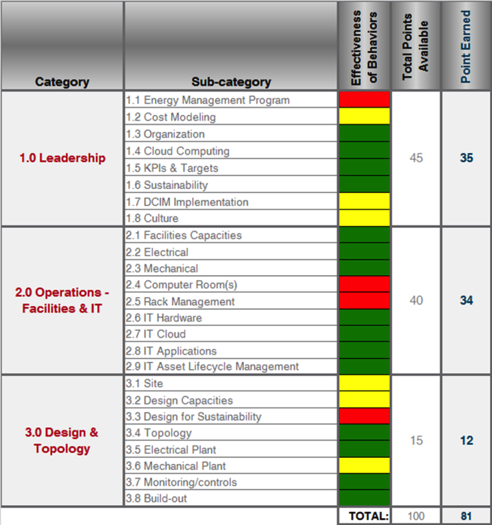 Category
Sub-category
Effectiveness
of Behaviors
Total Points
Available
Point Earned
1.0 Leadership
1.1 Energy Management Program
1.2 Cost Modeling
1.3 Organization
1.4 Cloud Computing
1.5 KPIs & Targets
1.6 Sustainability
1.7 DCIM Implementation
1.8 Culture
45
35
2.0 Operations -
Facilities & IT
2.1 Facilities Capacities
2.2 Electrical
2.3 Mechanical
2.4 Computer Room(s)
2.5 Rack Management
2.6 IT Hardware
2.7 IT Cloud
2.8 IT Applications
2.9 IT Asset Lifecycle Management
40
34
3.0 Design &
Topology
3.1 Site
3.2 Design Capacities
3.3 Design for Sustainability
3.4 Topology
3.5 Electrical Plant
3.6 Mechanical Plant
3.7 Monitoring/controls
3.8 Build-out
15
12
TOTAL: 100 81